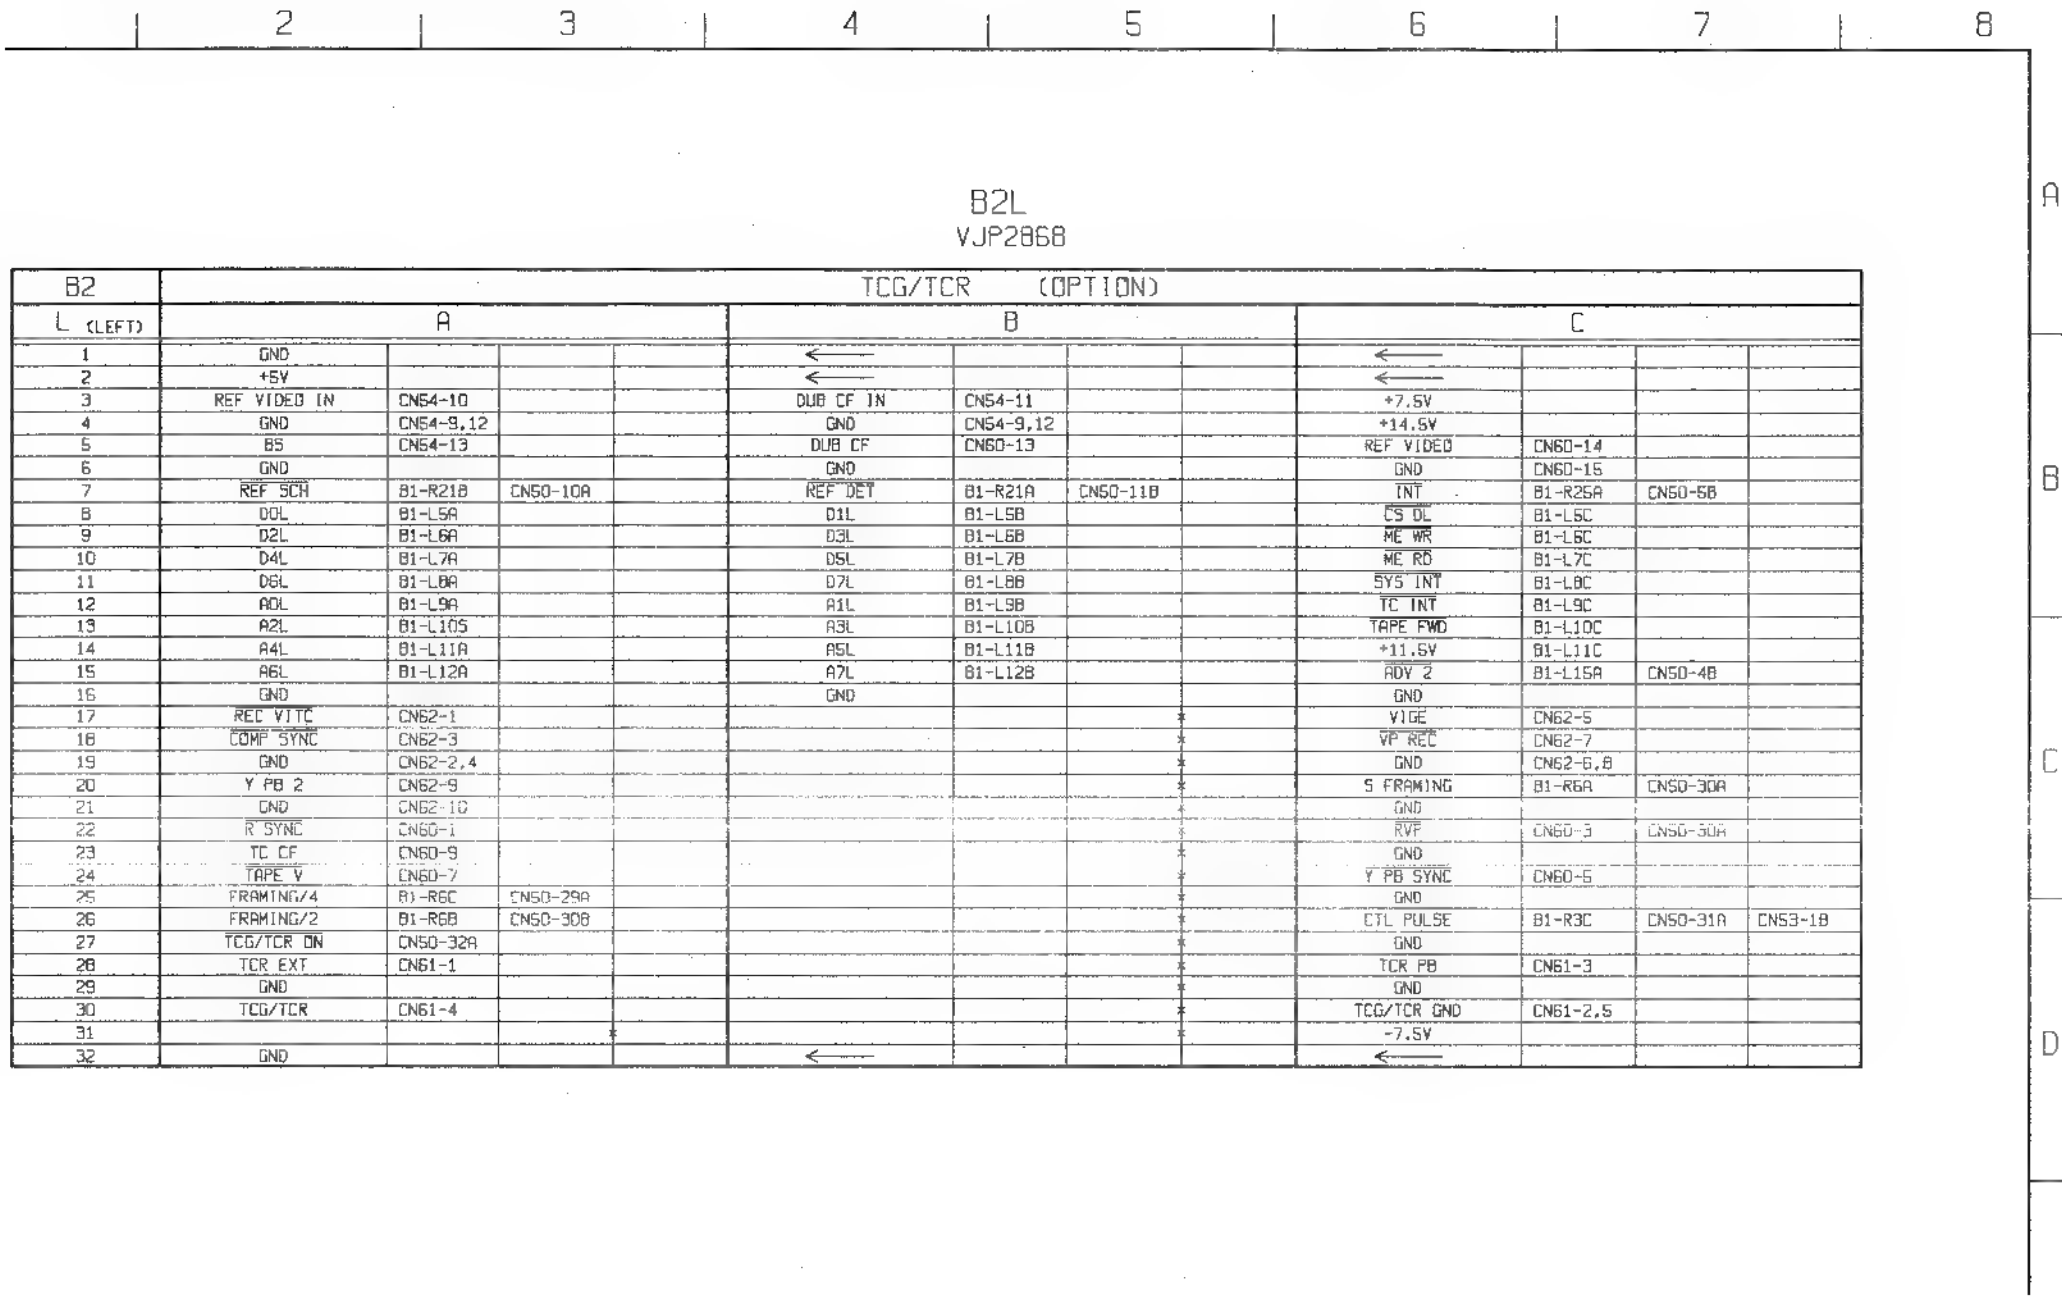 2 3 4 5 6 7 8
A
B2L
VJP2868
B2 TCG/TCR (OPTION)
L (LEFT) A B C
1 GND ← ←
2 +5V ← ←
3 REF VIDEO IN CN54-10 DUB CF IN CN54-11 +7.5V
4 GND CN54-9,12 GND CN54-9,12 +14.5V
5 BS CN54-13 DUB CF CN60-13 REF VIDEO CN60-14
6 GND GND GND CN60-15
B
7 REF SCH B1-R21B CN50-10A REF DET B1-R21A CN50-11B INT B1-R25A CN50-5B
8 D0L B1-L5A D1L B1-L5B CS DL B1-L5C
9 D2L B1-L6A D3L B1-L6B ME WR B1-L6C
10 D4L B1-L7A D5L B1-L7B ME RD B1-L7C
11 D6L B1-L8A D7L B1-L8B SYS INT B1-L8C
12 A0L B1-L9A A1L B1-L9B TC INT B1-L9C
13 A2L B1-L10S A3L B1-L10B TAPE FWD B1-L10C
14 A4L B1-L11A A5L B1-L11B +11.5V B1-L11C
15 A6L B1-L12A A7L B1-L12B ADV 2 B1-L15A CN50-4B
16 GND GND GND
17 REC VITC CN62-1 × VIGE CN62-5
18 COMP SYNC CN62-3 × VP REC CN62-7
19 GND CN62-2,4 × GND CN62-6,8
C
20 Y PB 2 CN62-9 × S FRAMING B1-R6A CN50-30A
21 GND CN62-10 × GND
22 R SYNC CN60-1 × RVF CN60-3 CN50-30A
23 TC CF CN60-9 × GND
24 TAPE V CN60-7 × Y PB SYNC CN60-5
25 FRAMING/4 B1-R6C CN50-29A × GND
26 FRAMING/2 B1-R6B CN50-30B × CTL PULSE B1-R3C CN50-31A CN53-1B
27 TCG/TCR ON CN50-32A × GND
28 TCR EXT CN61-1 × TCR PB CN61-3
29 GND × GND
30 TCG/TCR CN61-4 × TCG/TCR GND CN61-2,5
31 × × -7.5V
32 GND ← ←
D